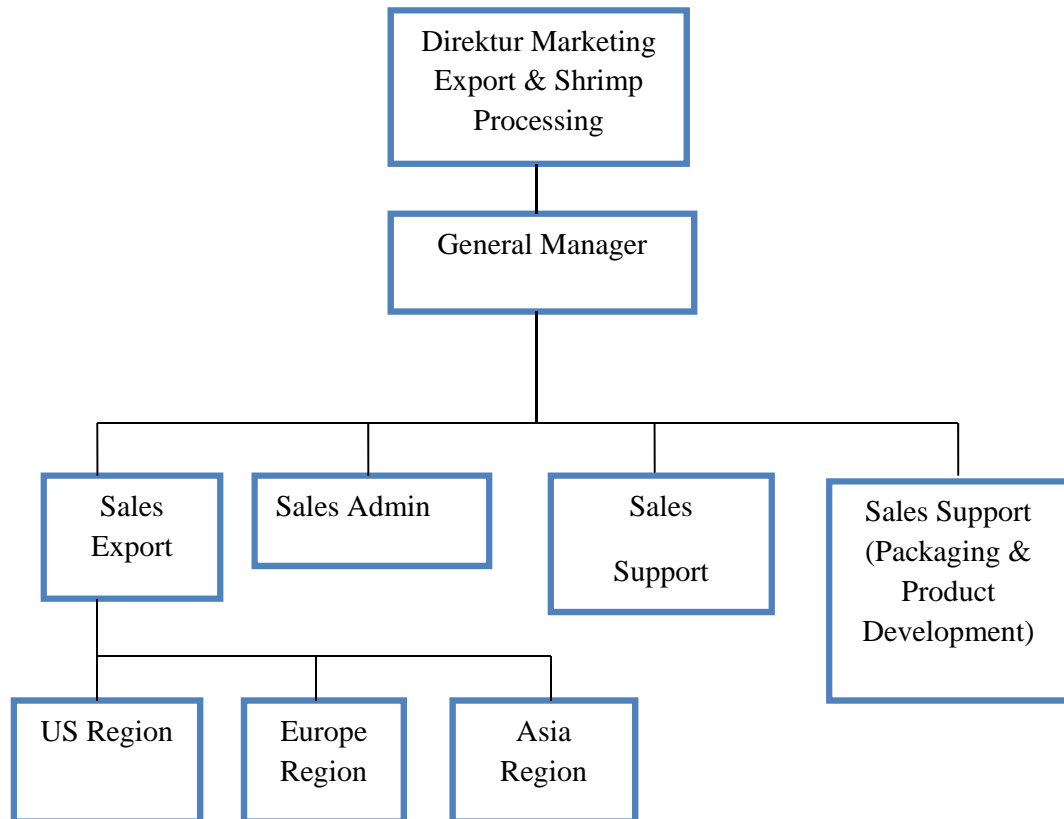 Direktur Marketing
Export & Shrimp
Processing
General Manager
Sales
Export
Sales Admin
Sales
Support
Sales Support
(Packaging &
Product
Development)
US Region
Europe
Region
Asia
Region